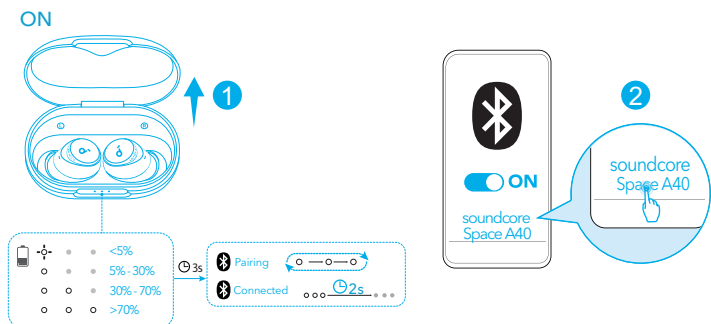 ON
1
L
R
<5%
5%-30%
30%-70%
>70%
3s
Pairing
Connected
2s
ON
soundcore
Space A40
2
soundcore
Space A40